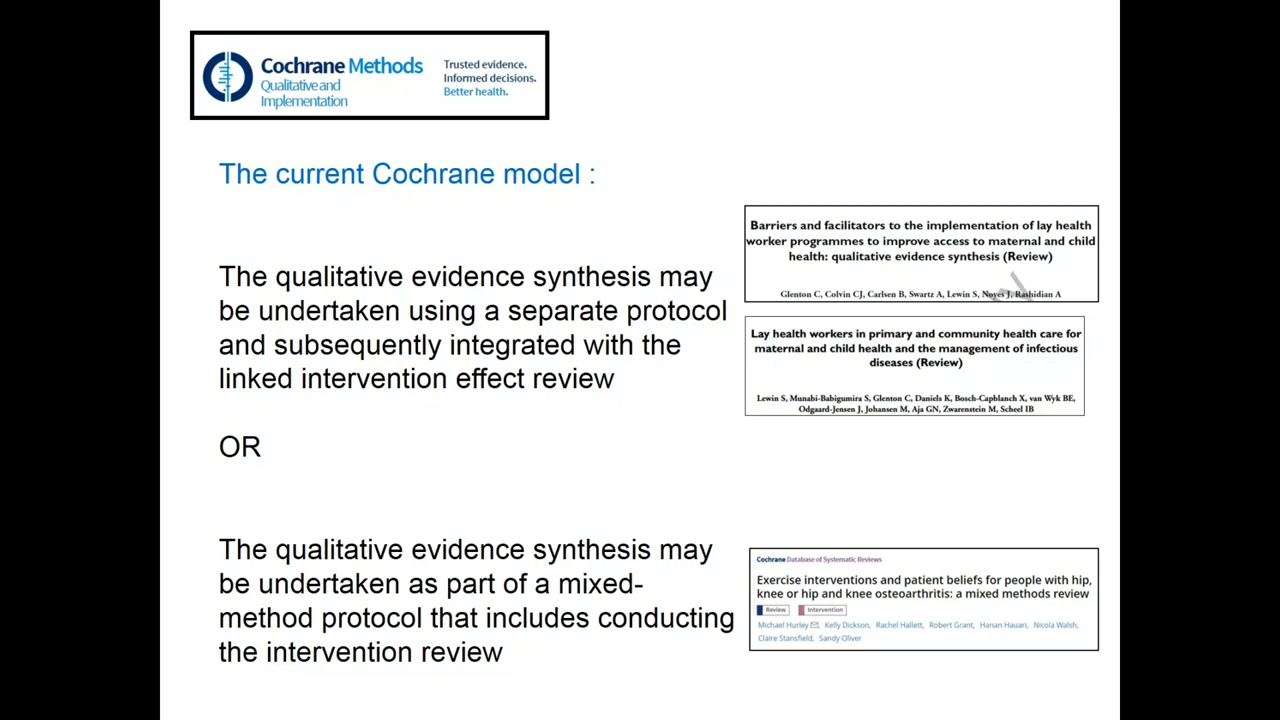 Cochrane Methods
Qualitative and
Implementation
Trusted evidence.
Informed decisions.
Better health.
The current Cochrane model :
The qualitative evidence synthesis may
be undertaken using a separate protocol
and subsequently integrated with the
linked intervention effect review
OR
The qualitative evidence synthesis may
be undertaken as part of a mixed-
method protocol that includes conducting
the intervention review
Barriers and facilitators to the implementation of lay health
worker programmes to improve access to maternal and child
health: qualitative evidence synthesis (Review)
Glenton C, Colvin CJ, Carlsen B, Swartz A, Lewin S, Noyes J, Rashidian A
Lay health workers in primary and community health care for
maternal and child health and the management of infectious
diseases (Review)
Lewin S, Munabi-Babigumira S, Glenton C, Daniels K, Bosch-Capblanch X, van Wyk BE,
Odgaard-Jensen J, Johansen M, Aja GN, Zwarenstein M, Scheel IB
Cochrane Database of Systematic Reviews
Exercise interventions and patient beliefs for people with hip,
knee or hip and knee osteoarthritis: a mixed methods review
Review Intervention
Michael Hurley, Kelly Dickson, Rachel Hallett, Robert Grant, Hanan Hauari, Nicola Walsh,
Claire Stansfield, Sandy Oliver